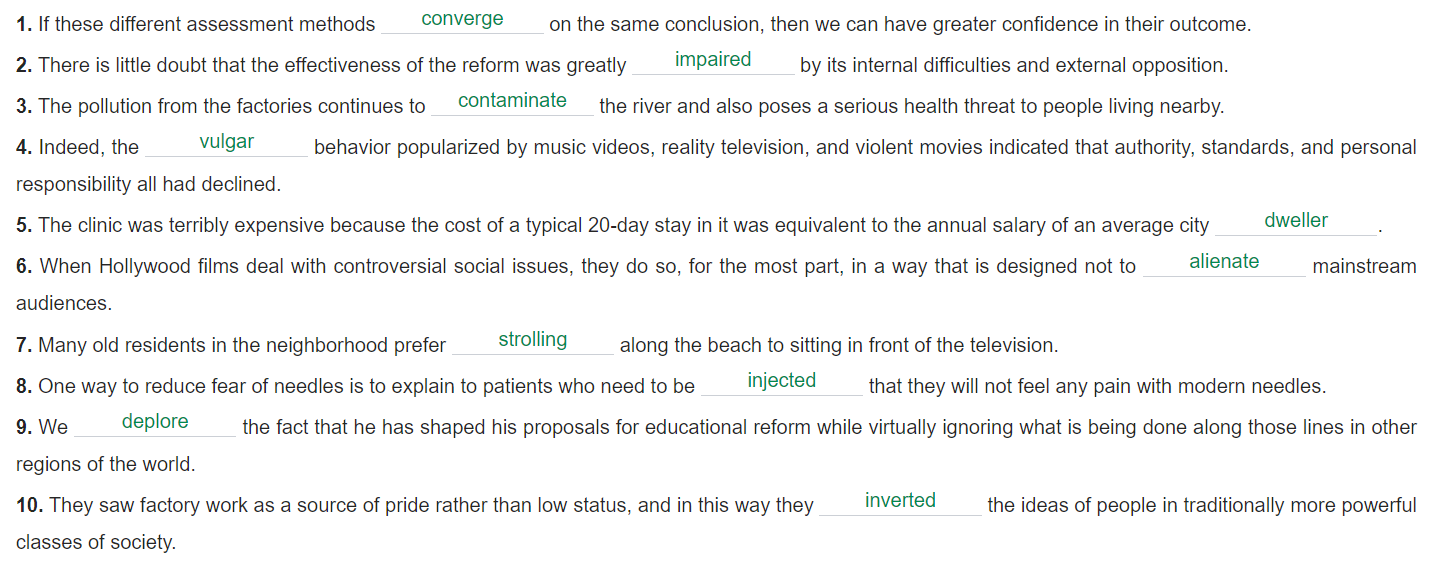 1. If these different assessment methods converge on the same conclusion, then we can have greater confidence in their outcome.
2. There is little doubt that the effectiveness of the reform was greatly impaired by its internal difficulties and external opposition.
3. The pollution from the factories continues to contaminate the river and also poses a serious health threat to people living nearby.
4. Indeed, the vulgar behavior popularized by music videos, reality television, and violent movies indicated that authority, standards, and personal
responsibility all had declined.
5. The clinic was terribly expensive because the cost of a typical 20-day stay in it was equivalent to the annual salary of an average city dweller.
6. When Hollywood films deal with controversial social issues, they do so, for the most part, in a way that is designed not to alienate mainstream
audiences.
7. Many old residents in the neighborhood prefer strolling along the beach to sitting in front of the television.
8. One way to reduce fear of needles is to explain to patients who need to be injected that they will not feel any pain with modern needles.
9. We deplore the fact that he has shaped his proposals for educational reform while virtually ignoring what is being done along those lines in other
regions of the world.
10. They saw factory work as a source of pride rather than low status, and in this way they inverted the ideas of people in traditionally more powerful
classes of society.